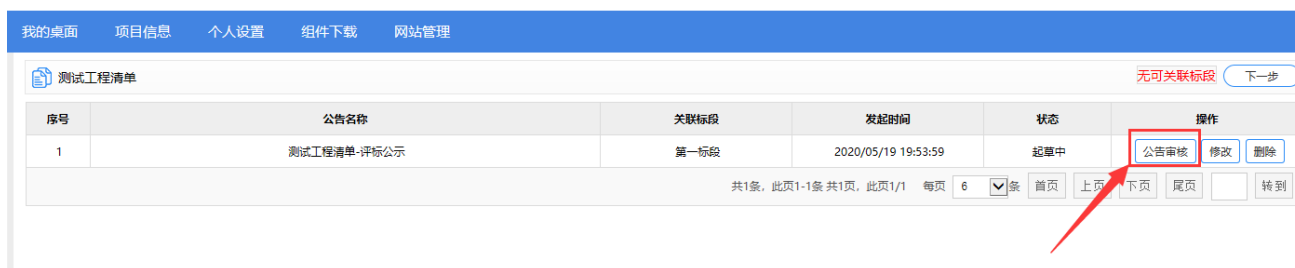 我的桌面 项目信息 个人设置 组件下载 网站管理
测试工程清单 无可关联标段 下一步
序号 公告名称 关联标段 发起时间 状态 操作
1 测试工程清单-评标公示 第一标段 2020/05/19 19:53:59 起草中 公告审核 修改 删除
共1条，此页1-1条 共1页，此页1/1 每页 6 条 首页 上页 下页 尾页 转到